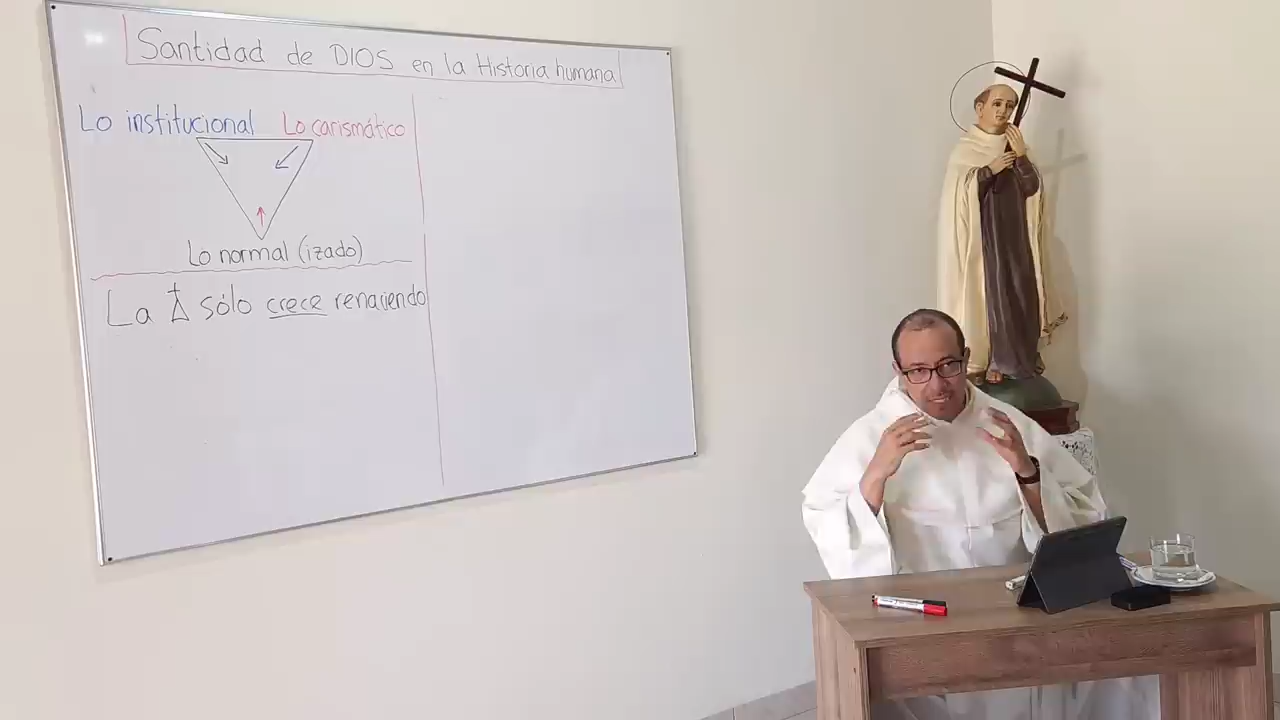 Santidad de DIOS en la Historia humana
Lo institucional Lo carismático
Lo normal (izado)
La sólo crece renaciendo